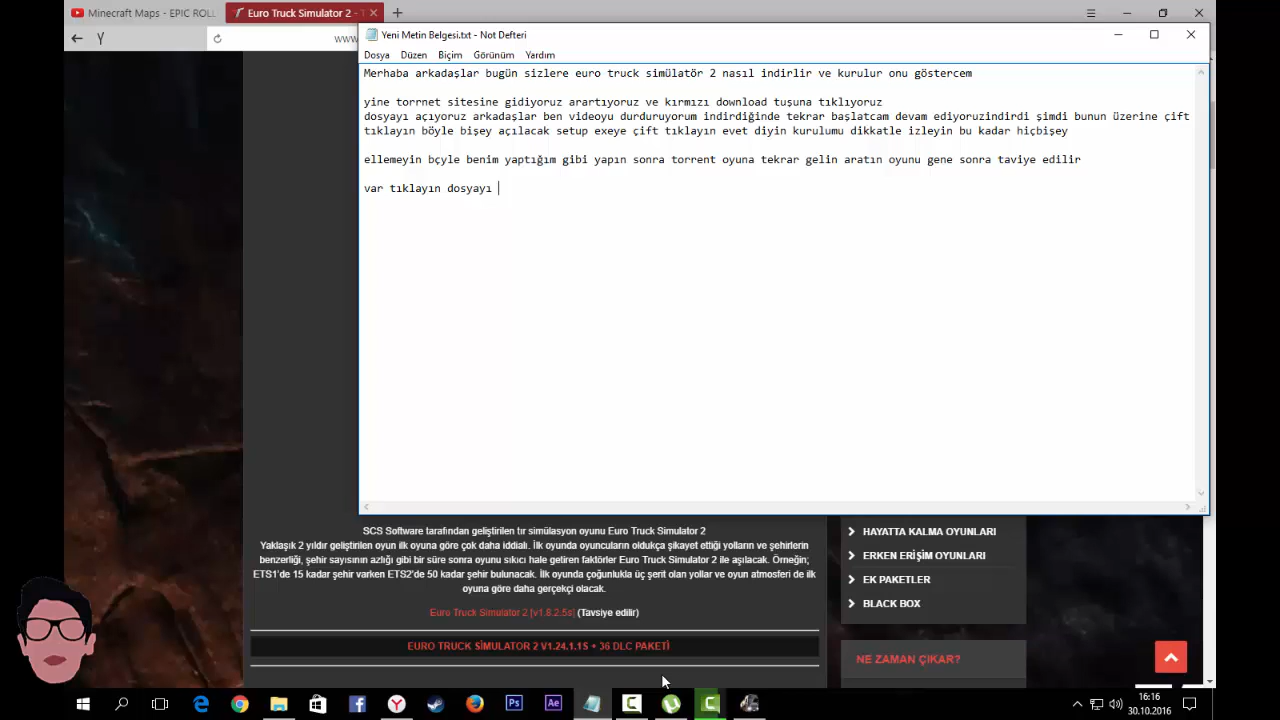 Minecraft Maps - EPIC ROLL
Euro Truck Simulator 2 -
www
Yeni Metin Belgesi.txt - Not Defteri
Dosya Düzen Biçim Görünüm Yardım
Merhaba arkadaşlar bugün sizlere euro truck simülatör 2 nasıl indirlir ve kurulur onu göstercem
yine torrnet sitesine gidiyoruz arartıyoruz ve kırmızı download tuşuna tıklıyoruz
dosyayı açıyoruz arkadaşlar ben videoyu durduruyorum indirdiğinde tekrar başlatcam devam ediyoruzindirdi şimdi bunun üzerine çift
tıklayın böyle bişey açılacak setup exeye çift tıklayın evet diyin kurulumu dikkatle izleyin bu kadar hiçbişey
ellemeyin bçyle benim yaptığım gibi yapın sonra torrent oyuna tekrar gelin aratın oyunu gene sonra taviye edilir
var tıklayın dosyayı
SCS Software tarafından geliştirilen tır simülasyon oyunu Euro Truck Simulator 2
Yaklaşık 2 yıldır geliştirilen oyun ilk oyuna göre çok daha iddialı. İlk oyunda oyuncuların oldukça şikayet ettiği yolların ve şehirlerin
benzerliği, şehir sayısının azlığı gibi bir süre sonra oyunu sıkıcı hale getiren faktörler Euro Truck Simulator 2 ile aşılacak. Örneğin;
ETS1'de 15 kadar şehir varken ETS2'de 50 kadar şehir bulunacak. İlk oyunda çoğunlukla üç şerit olan yollar ve oyun atmosferi de ilk
oyuna göre daha gerçekçi olacak.
Euro Truck Simulator 2 [v1.8.2.5s] (Tavsiye edilir)
EURO TRUCK SİMULATOR 2 V1.24.1.1S + 36 DLC PAKETİ
HAYATTA KALMA OYUNLARI
ERKEN ERİŞİM OYUNLARI
EK PAKETLER
BLACK BOX
NE ZAMAN ÇIKAR?
16:16
30.10.2016